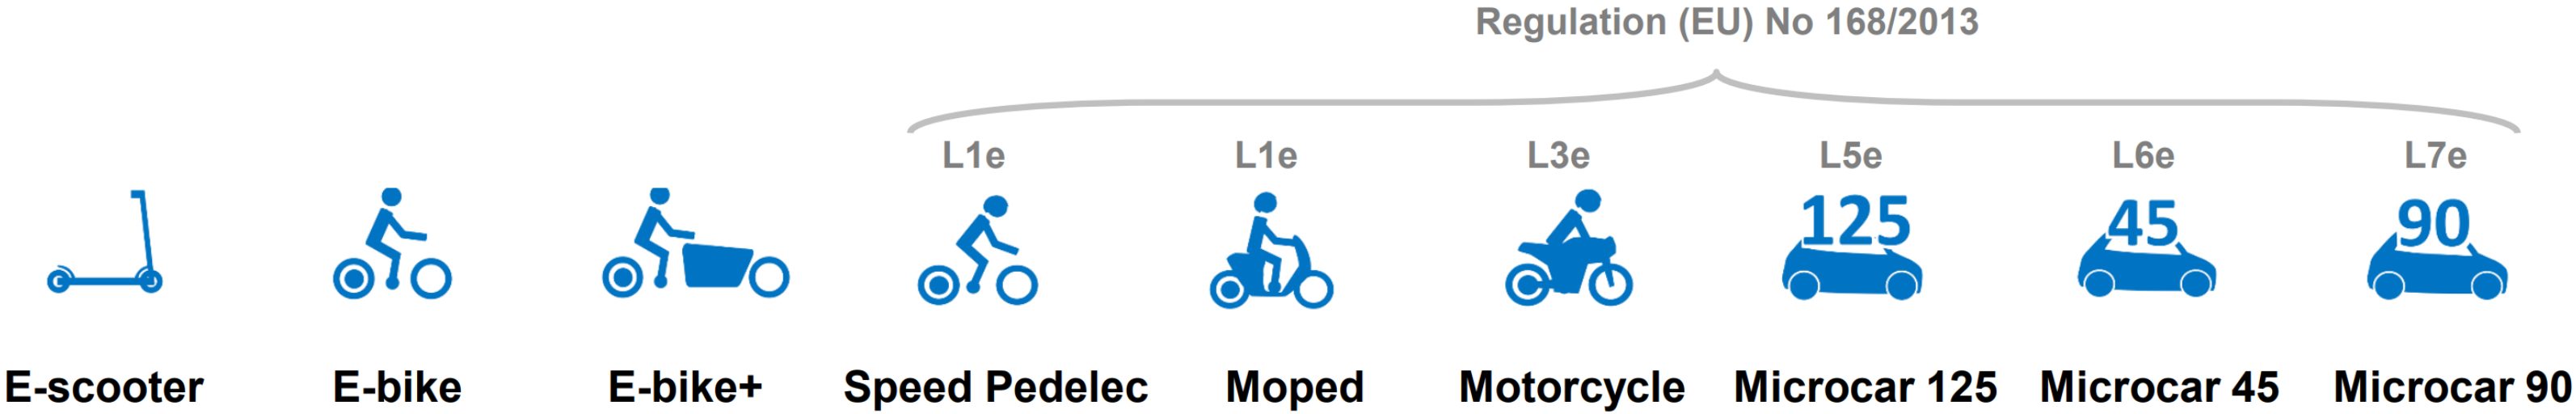 Regulation (EU) No 168/2013
L1e L1e L3e L5e L6e L7e
125 45 90
E-scooter E-bike E-bike+ Speed Pedelec Moped Motorcycle Microcar 125 Microcar 45 Microcar 90